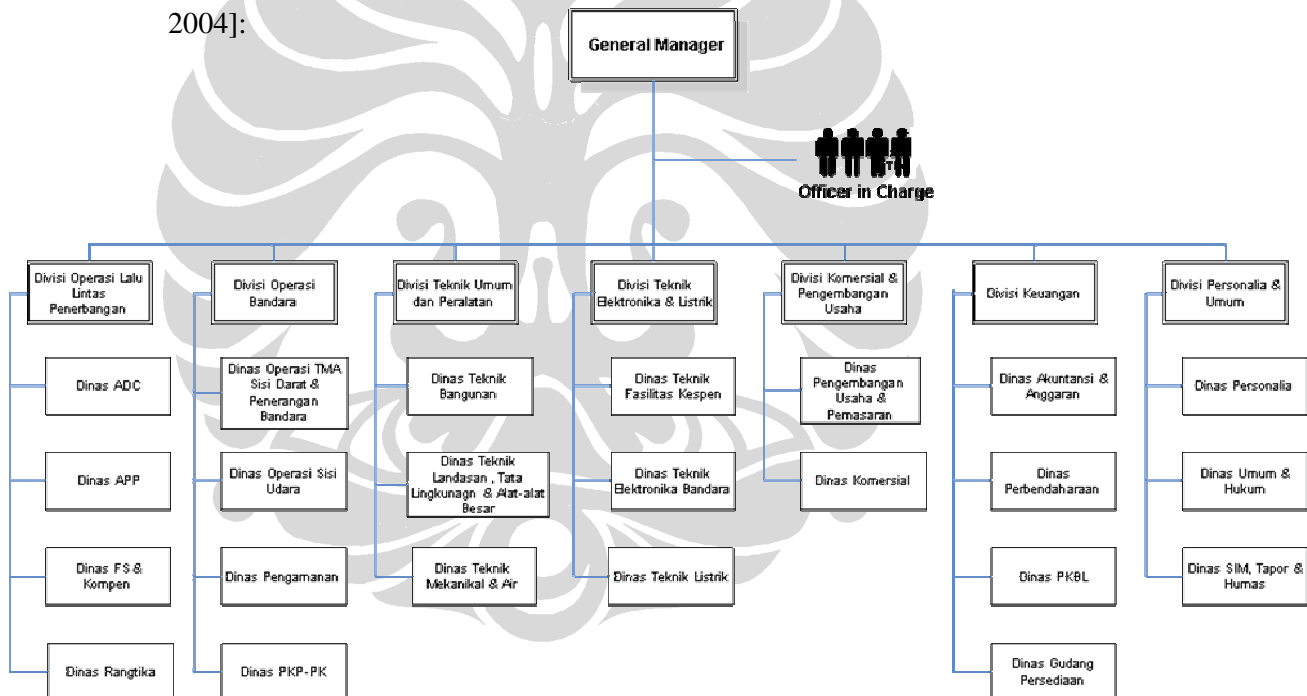 2004]:
General Manager
Officer in Charge
Divisi Operasi Lalu
Lintas
Penerbangan
Divisi Operasi
Bandara
Divisi Teknik Umum
dan Peralatan
Divisi Teknik
Elektronika & Listrik
Divisi Komersial &
Pengembangan
Usaha
Divisi Keuangan
Divisi Personalia &
Umum
Dinas ADC
Dinas Operasi TMA
Sisi Darat &
Penerangan
Bandara
Dinas Teknik
Bangunan
Dinas Teknik
Fasilitas Kespen
Dinas
Pengembangan
Usaha &
Pemasaran
Dinas Akuntansi &
Anggaran
Dinas Personalia
Dinas APP
Dinas Operasi Sisi
Udara
Dinas Teknik
Landasan , Tata
Lingkunagn & Alat-alat
Besar
Dinas Teknik
Elektronika Bandara
Dinas Komersial
Dinas
Perbendaharaan
Dinas Umum &
Hukum
Dinas FS &
Kompen
Dinas Pengamanan
Dinas Teknik
Mekanikal & Air
Dinas Teknik Listrik
Dinas PKBL
Dinas SIM, Tapor &
Humas
Dinas Rangtika
Dinas PKP-PK
Dinas Gudang
Persediaan